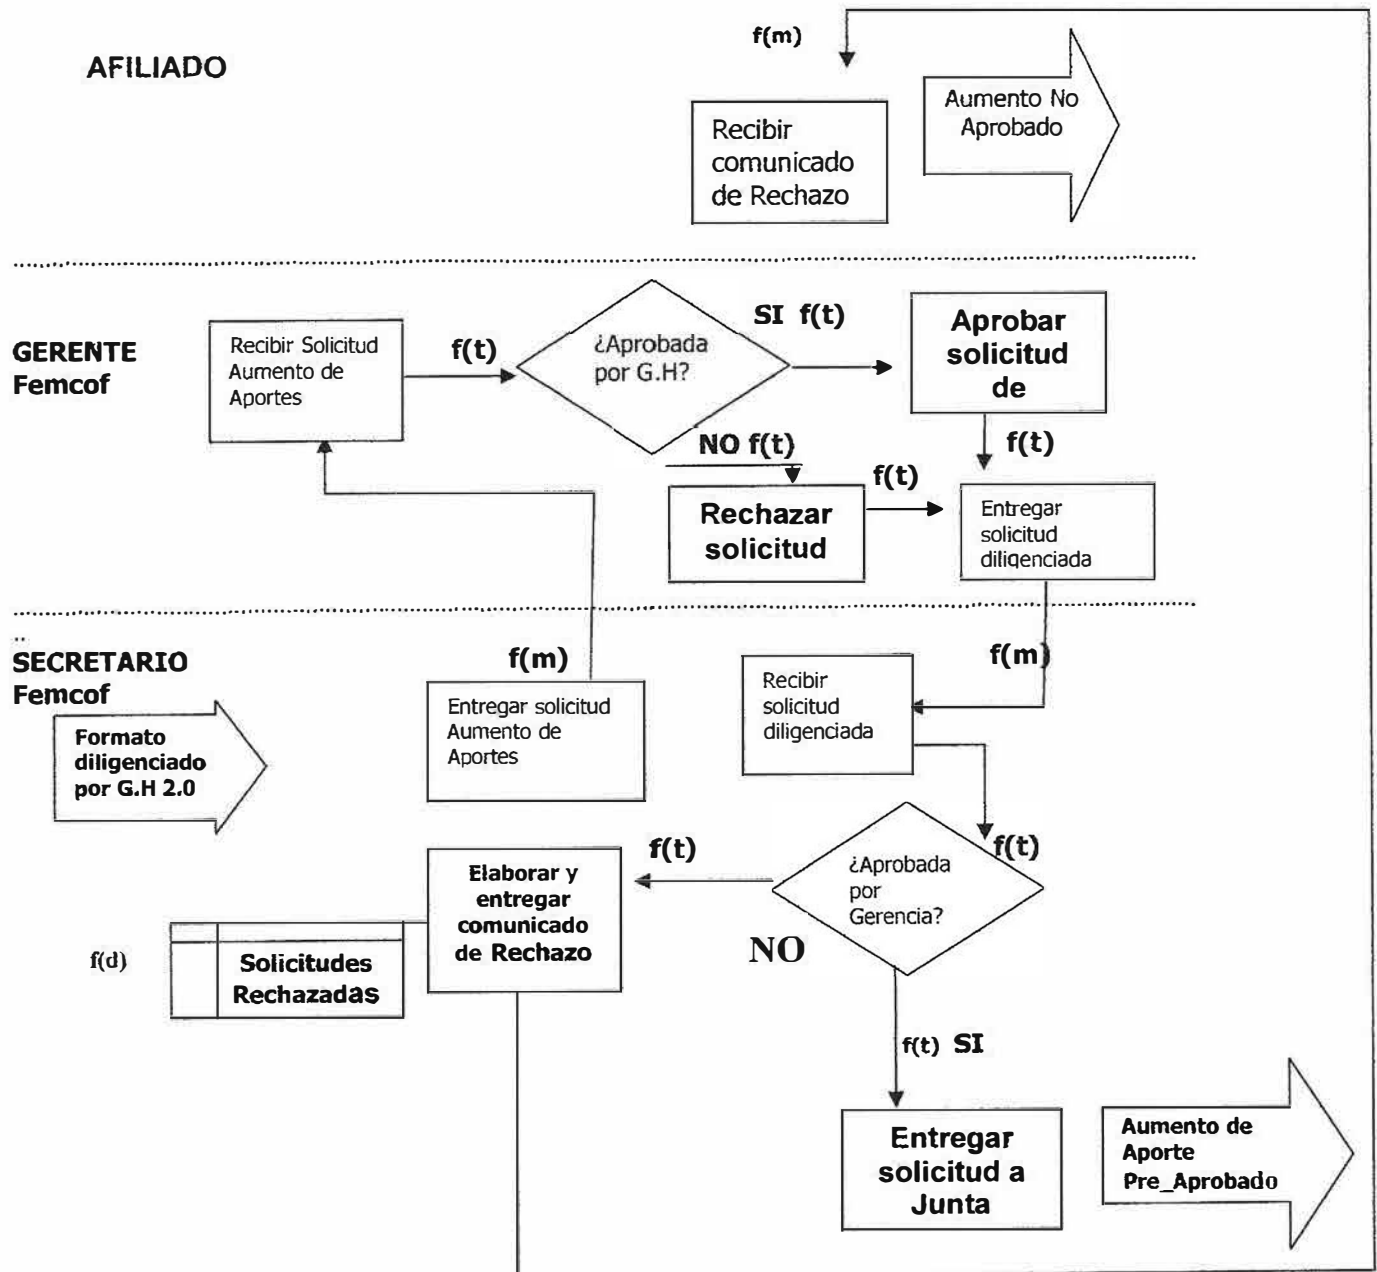 f(m)
AFILIADO
Aumento No
Aprobado
Recibir
comunicado
de Rechazo
GERENTE
Femcof
Recibir Solicitud
Aumento de
Aportes
f(t)
¿Aprobada
por G.H?
SI f(t)
Aprobar
solicitud
de
NO f(t)
f(t)
f(t)
Rechazar
solicitud
Entregar
solicitud
diligenciada
SECRETARIO
Femcof
f(m)
f(m)
Formato
diligenciado
por G.H 2.0
Entregar solicitud
Aumento de
Aportes
Recibir
solicitud
diligenciada
f(t)
f(t)
¿Aprobada
por
Gerencia?
Elaborar y
entregar
comunicado
de Rechazo
NO
f(d)
Solicitudes
Rechazadas
f(t) SI
Entregar
solicitud a
Junta
Aumento de
Aporte
Pre_Aprobado